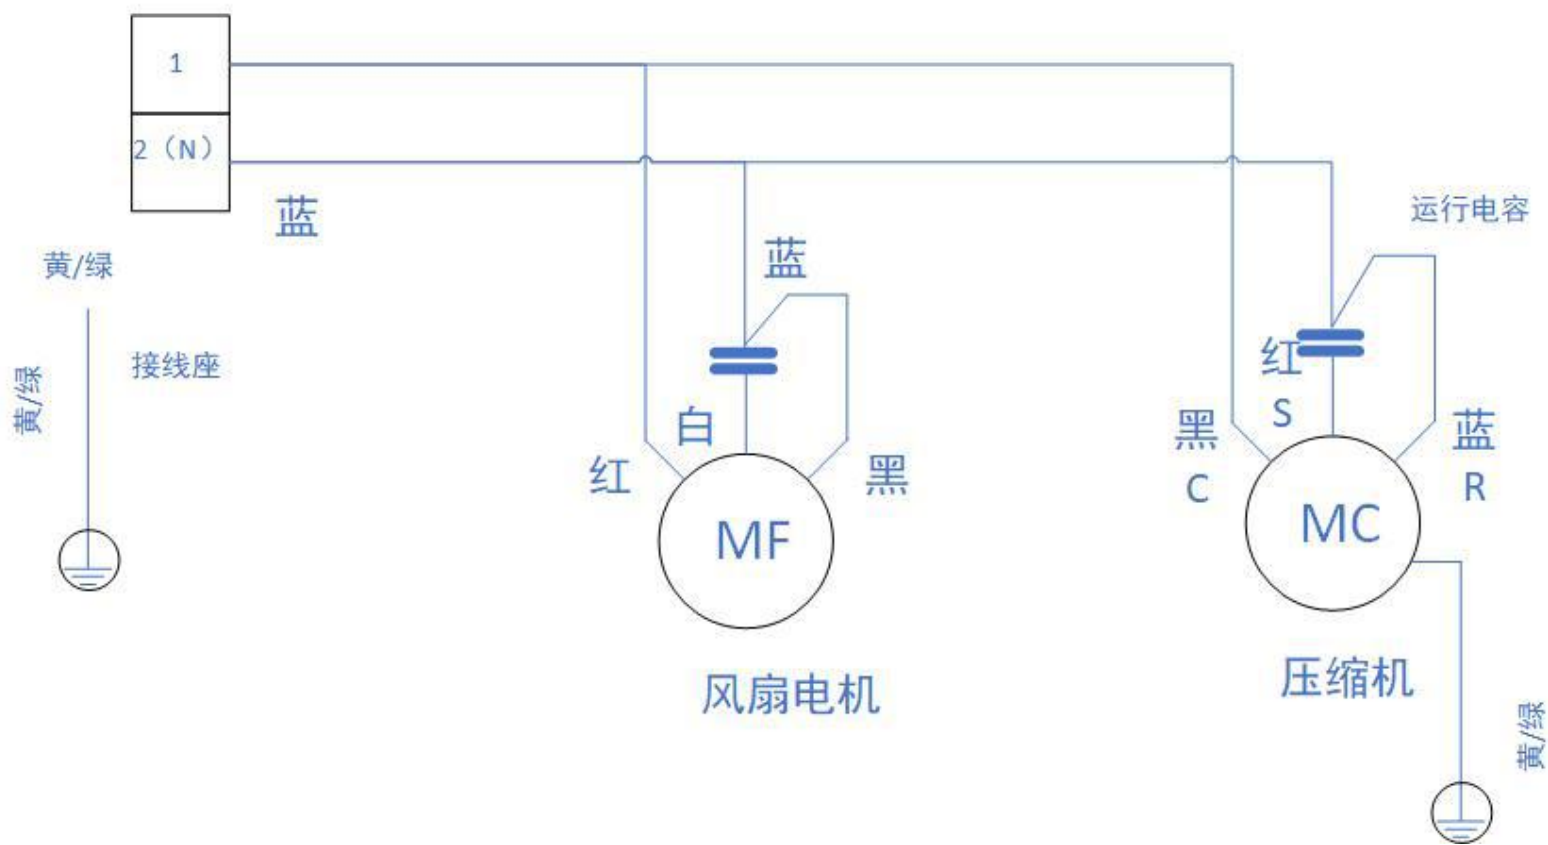 1
2（N）
蓝
黄/绿
黄/绿
接线座
蓝
白
红
黑
MF
风扇电机
运行电容
红
S
黑
C
蓝
R
MC
压缩机
黄/绿